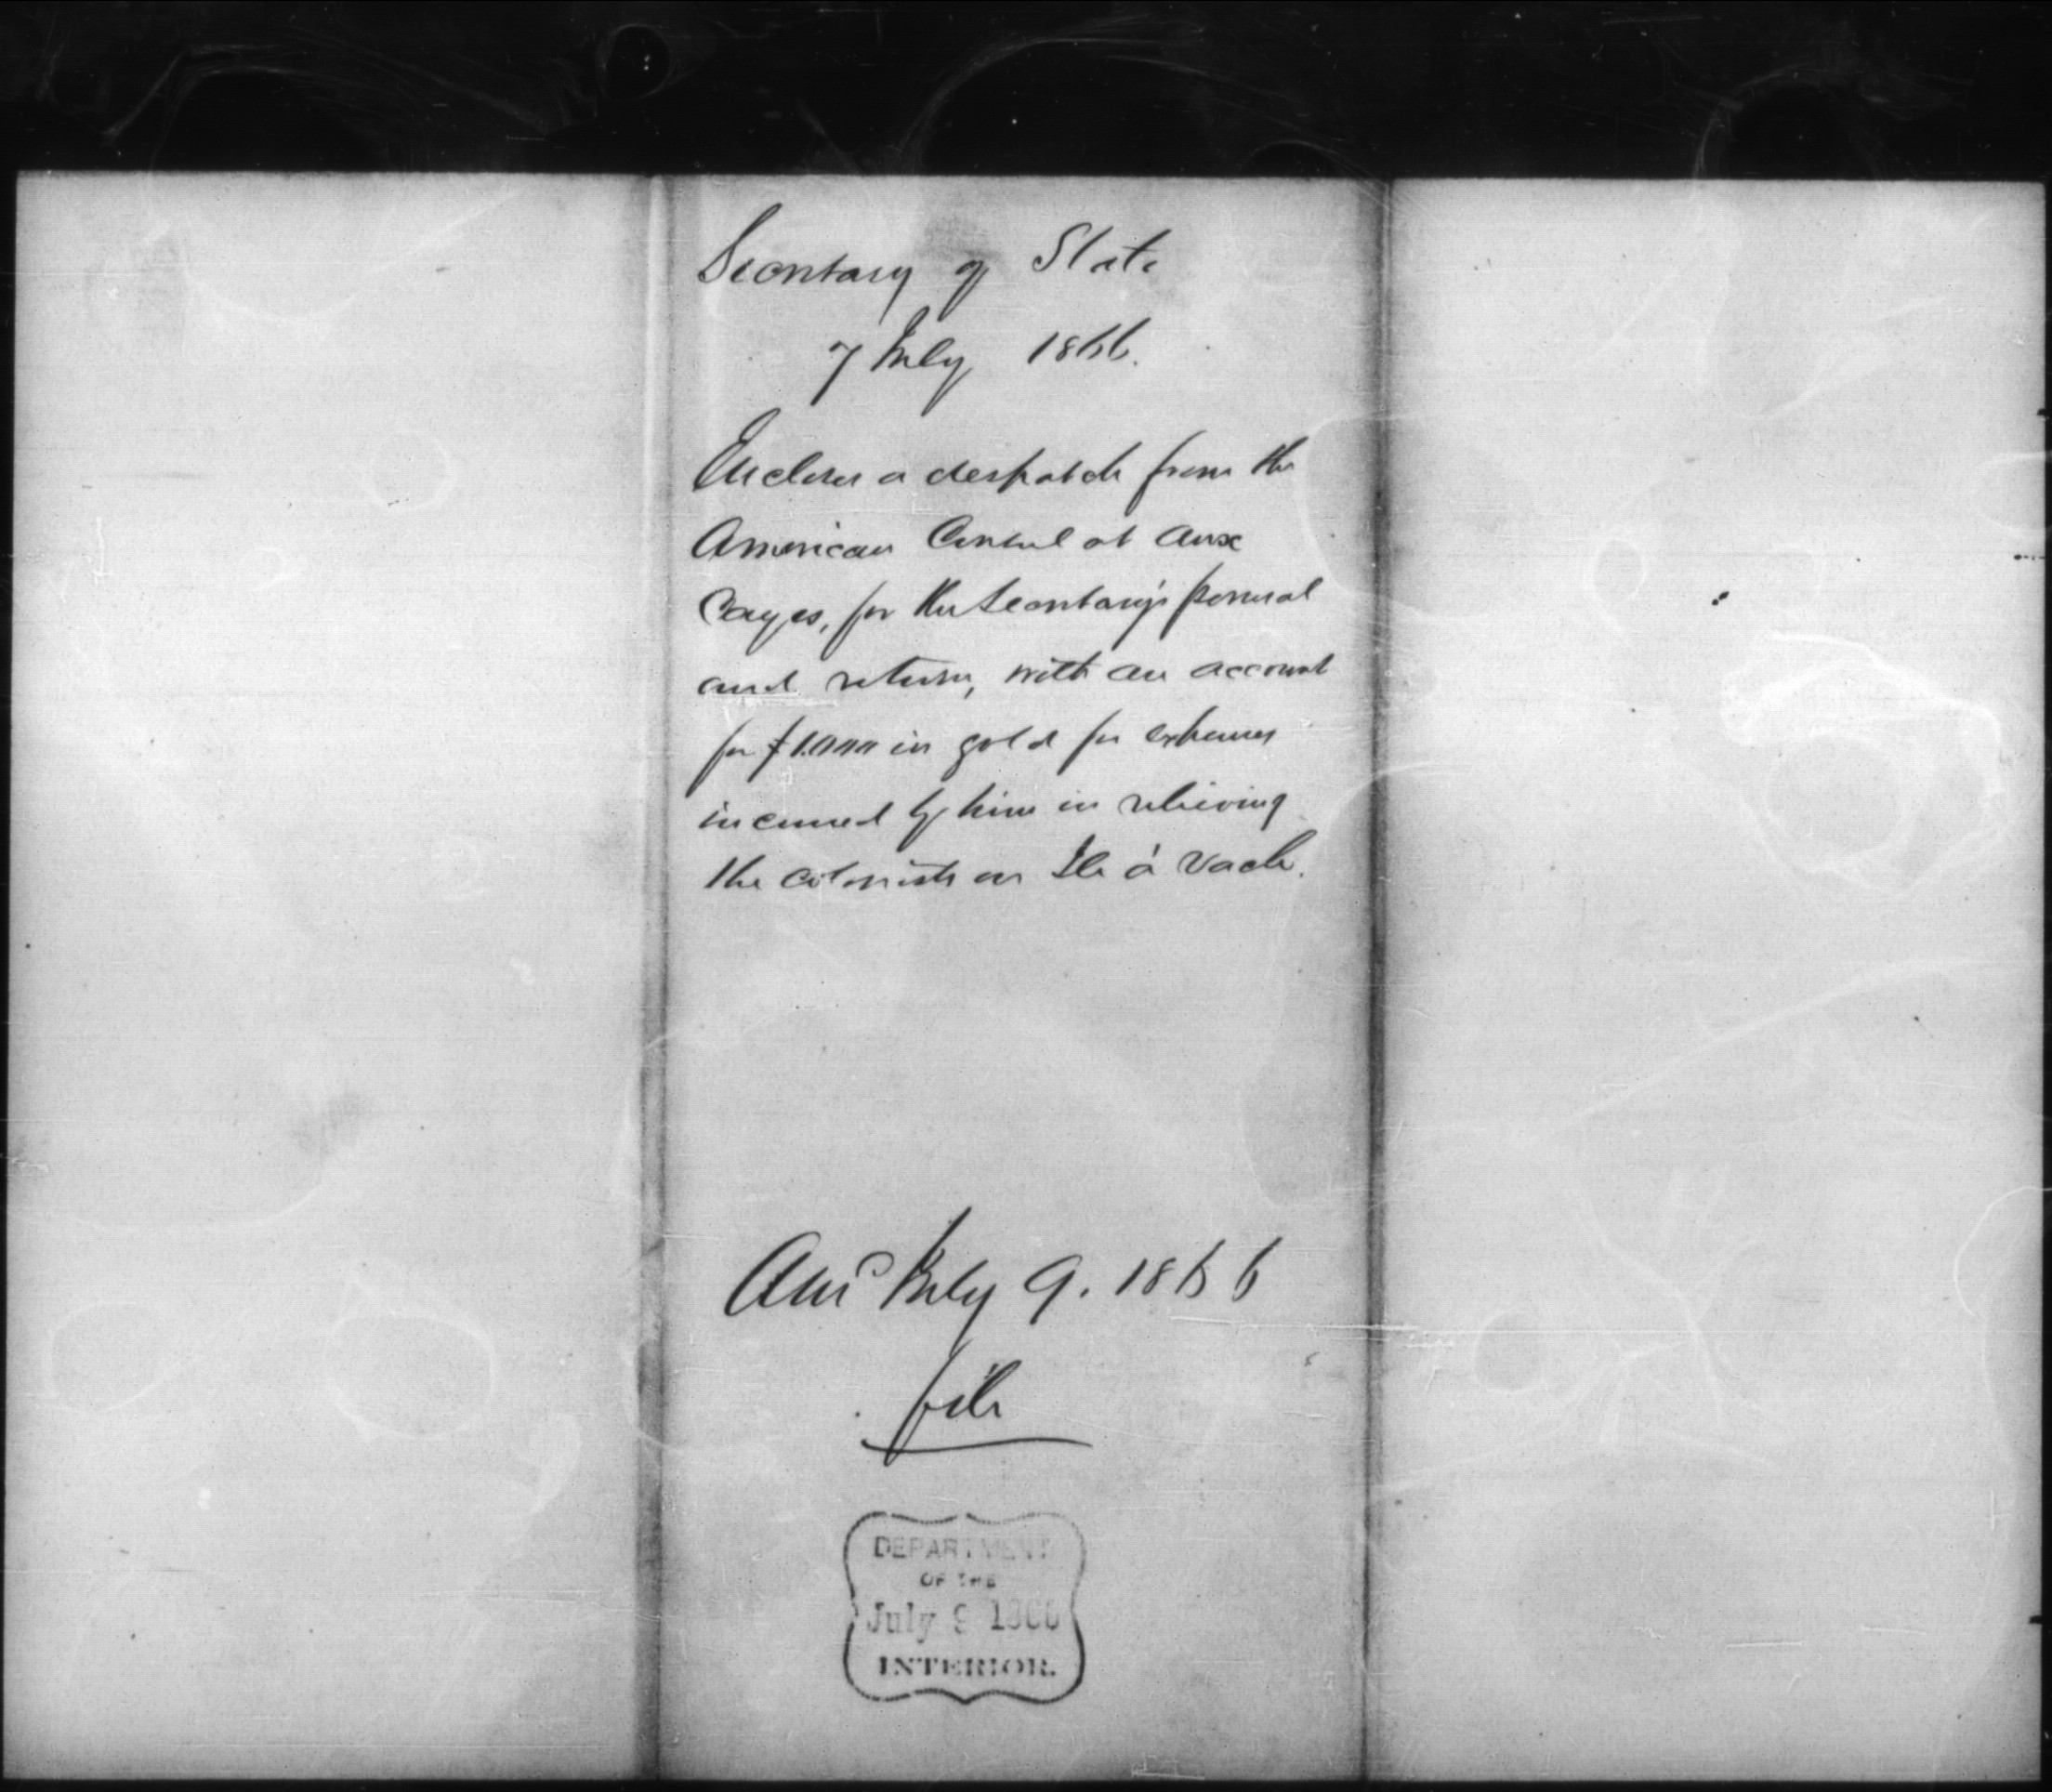 Secretary of State
7 July 1866.
Encloses a despatch from the
American Consul at Aux
Cayes, for the Secretary's perusal
and return, with an account
for $1.000 in gold for expenses
incurred by him in relieving
the colonists on Ile á Vache.
Ansd July 9. 1866
file
DEPARTMENT
OF THE
July 9 1866
INTERIOR.